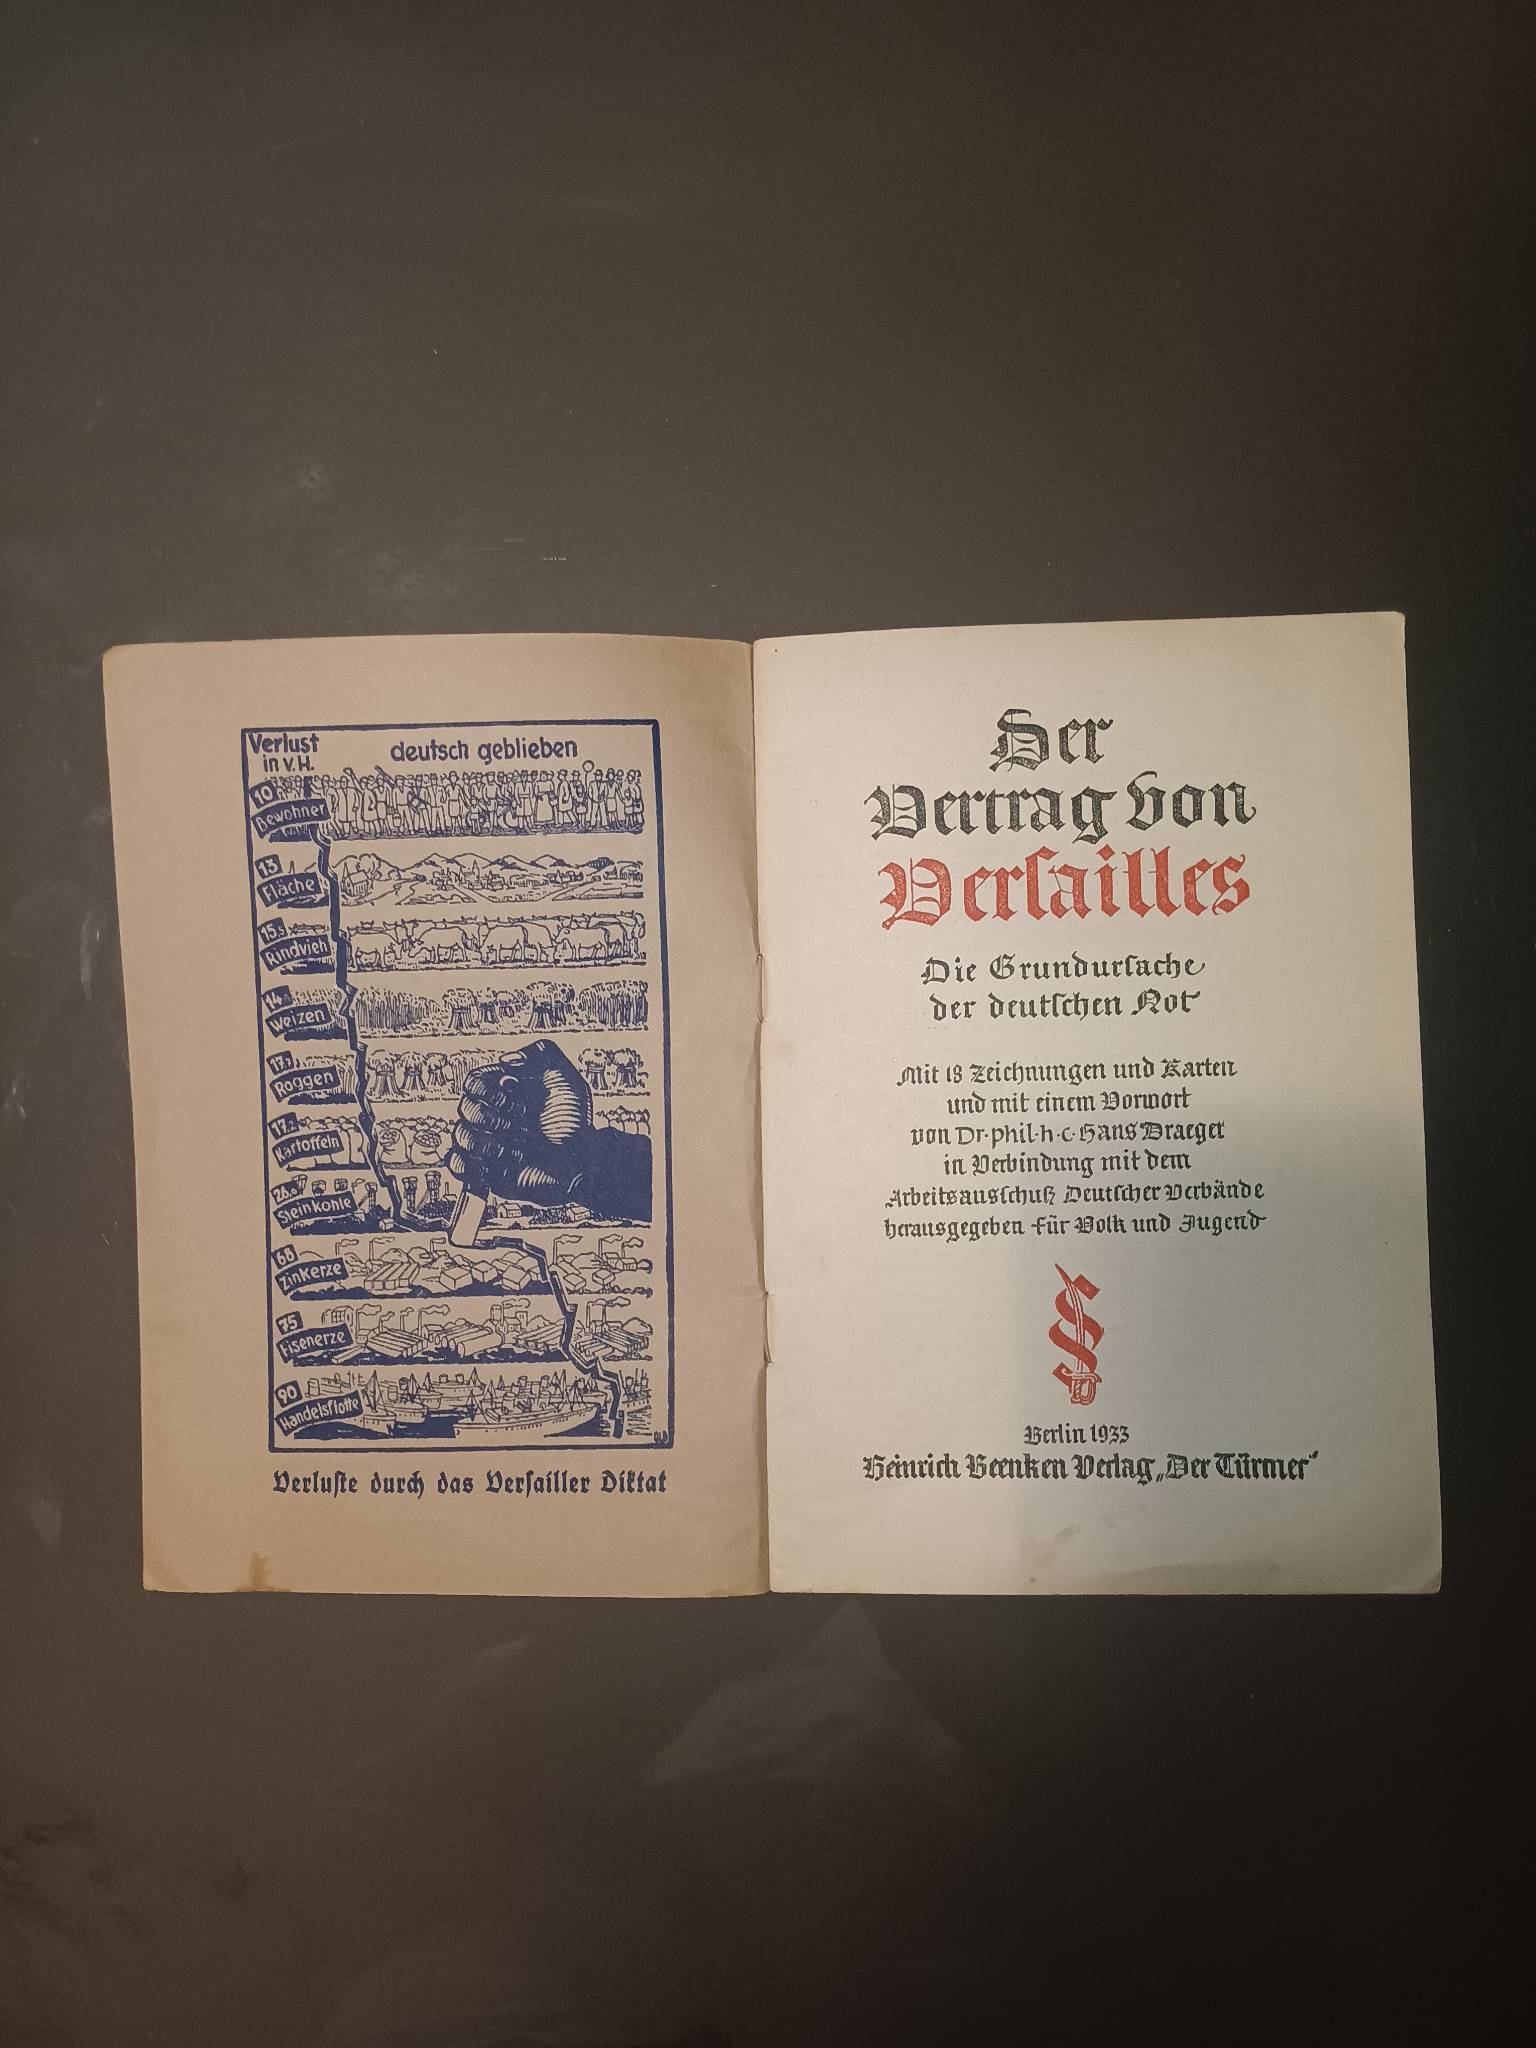 Verlust
in v. H.
deutsch geblieben
10
Bewohner
13
Fläche
15.5
Rindvieh
14.6
Weizen
17.7
Roggen
17.2
Kartoffeln
26.0
Steinkohle
68
Zinkerze
75
Eisenerze
90
Handelsflotte
Verluſte durch das Verſailler Diktat
Der
Vertrag von
Verſailles
Die Grundurſache
der deutſchen Not
Mit 18 Zeichnungen und Karten
und mit einem Vorwort
von Dr. phil. h. c. Hans Draeger
in Verbindung mit dem
Arbeitsausſchuß Deutſcher Verbände
herausgegeben für Volk und Jugend
§
Berlin 1933
Heinrich Beenken Verlag „Der Türmer“